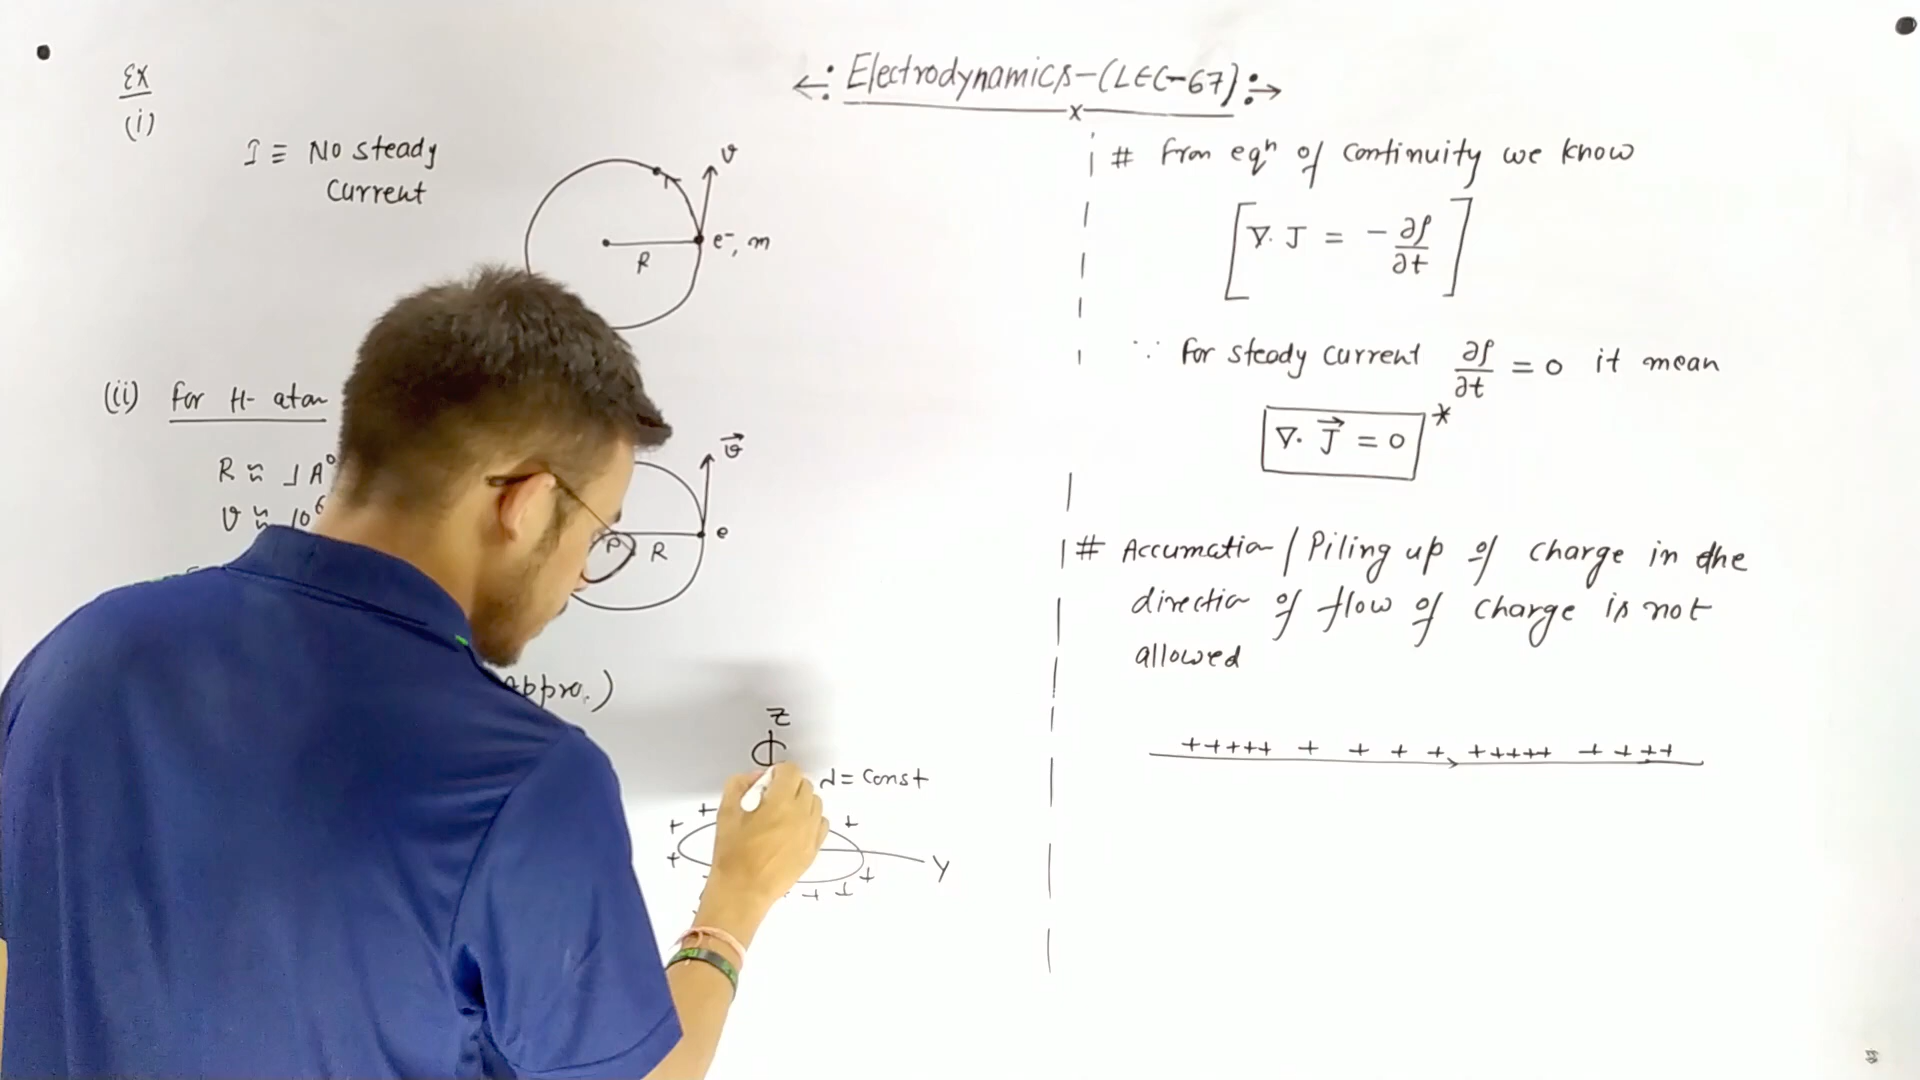 Electrodynamics-(LEC-67)
Ex
(i)
I ≡ No steady
Current
v
e⁻, m
R
(ii) for H- atom
R ≈ 1 A⁰
v ≈ 10⁶
v⃗
e
P
R
Appro.)
Z
λ = Const
Y
# from eqⁿ of Continuity we know
[∇. J = - ∂ρ/∂t]
∵ for steady current ∂ρ/∂t = 0 it mean
∇. J⃗ = 0 *
# Accumation / Piling up of charge in the
direction of flow of charge is not
allowed
+++++ + + + + +++++ + + ++